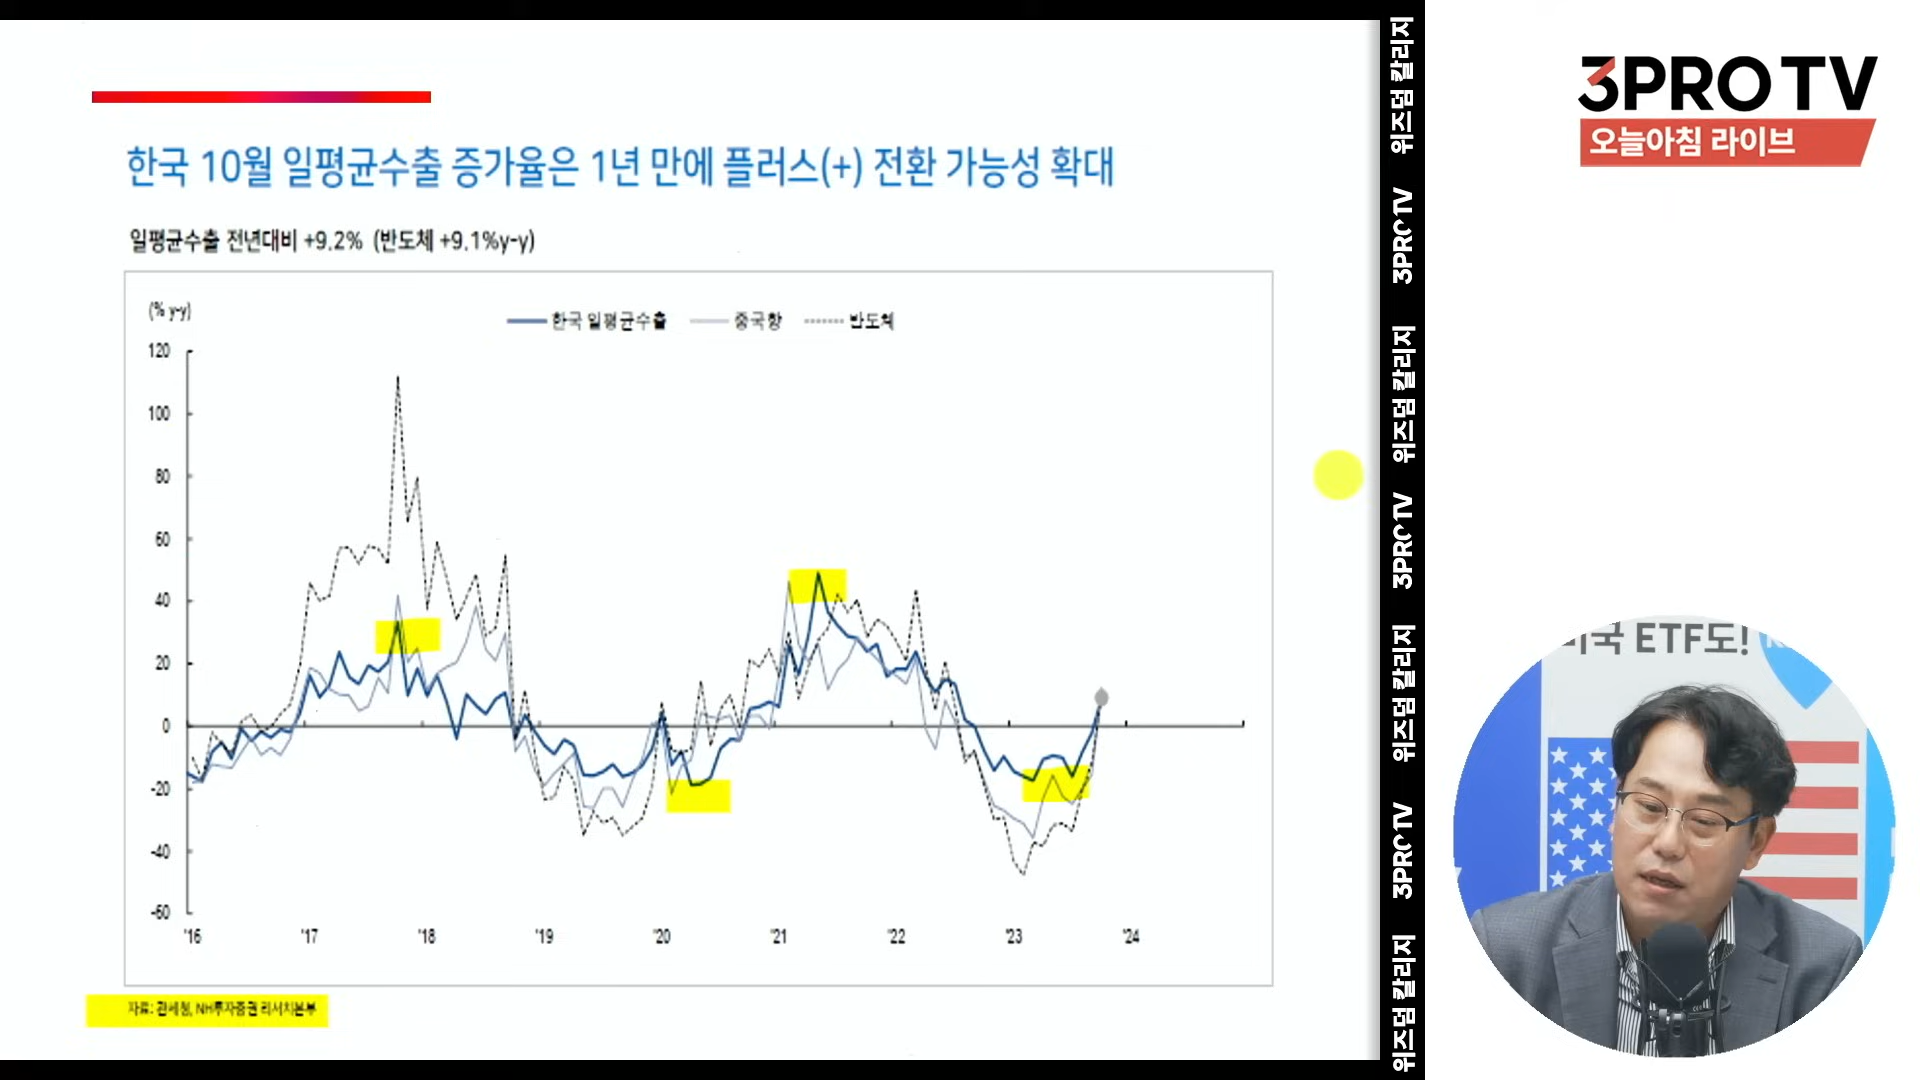 한국 10월 일평균수출 증가율은 1년 만에 플러스(+) 전환 가능성 확대
일평균수출 전년대비 +9.2% (반도체 +9.1%y-y)
(% y-y)
한국 일평균수출 중국향 반도체
120
100
80
60
40
20
0
-20
-40
-60
'16 '17 '18 '19 '20 '21 '22 '23 '24
자료: 관세청, NH투자증권 리서치본부
위즈덤 칼리지
3PROTV
위즈덤 칼리지
3PROTV
위즈덤 칼리지
3PROTV
위즈덤 칼리지
3PROTV
오늘아침 라이브
미국 ETF도!